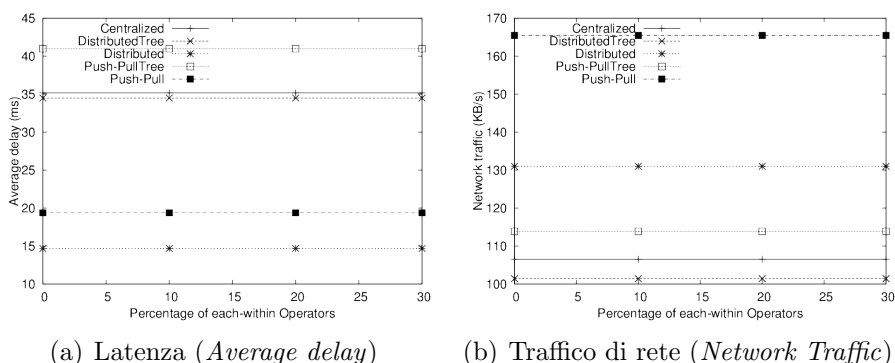 45
40
35
30
25
20
15
10
0
5
10
15
20
25
30
Average delay (ms)
Percentage of each-within Operators
Centralized
DistributedTree
Distributed
Push-PullTree
Push-Pull
170
160
150
140
130
120
110
100
0
5
10
15
20
25
30
Network traffic (KB/s)
Percentage of each-within Operators
Centralized
DistributedTree
Distributed
Push-PullTree
Push-Pull
(a) Latenza (Average delay)
(b) Traffico di rete (Network Traffic)